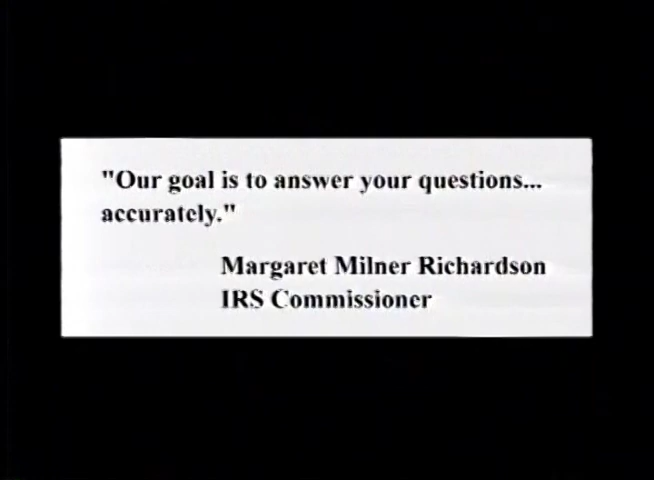 "Our goal is to answer your questions...
accurately."
Margaret Milner Richardson
IRS Commissioner